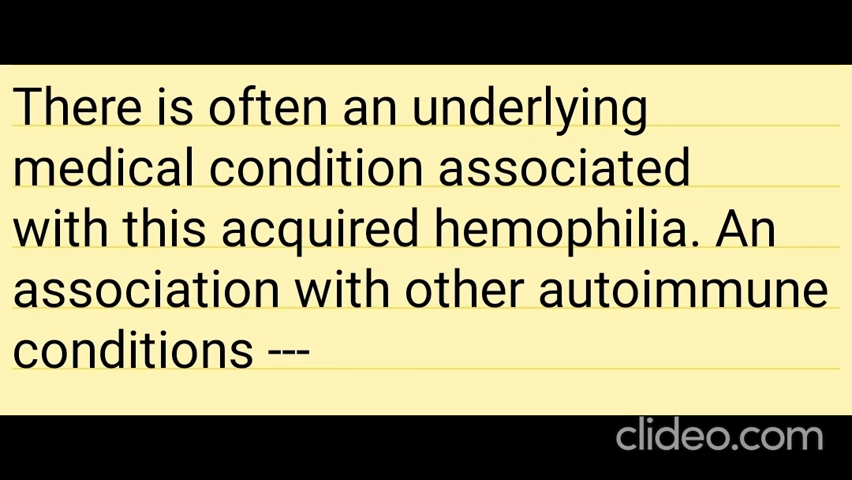 There is often an underlying
medical condition associated
with this acquired hemophilia. An
association with other autoimmune
conditions ---
clideo.com